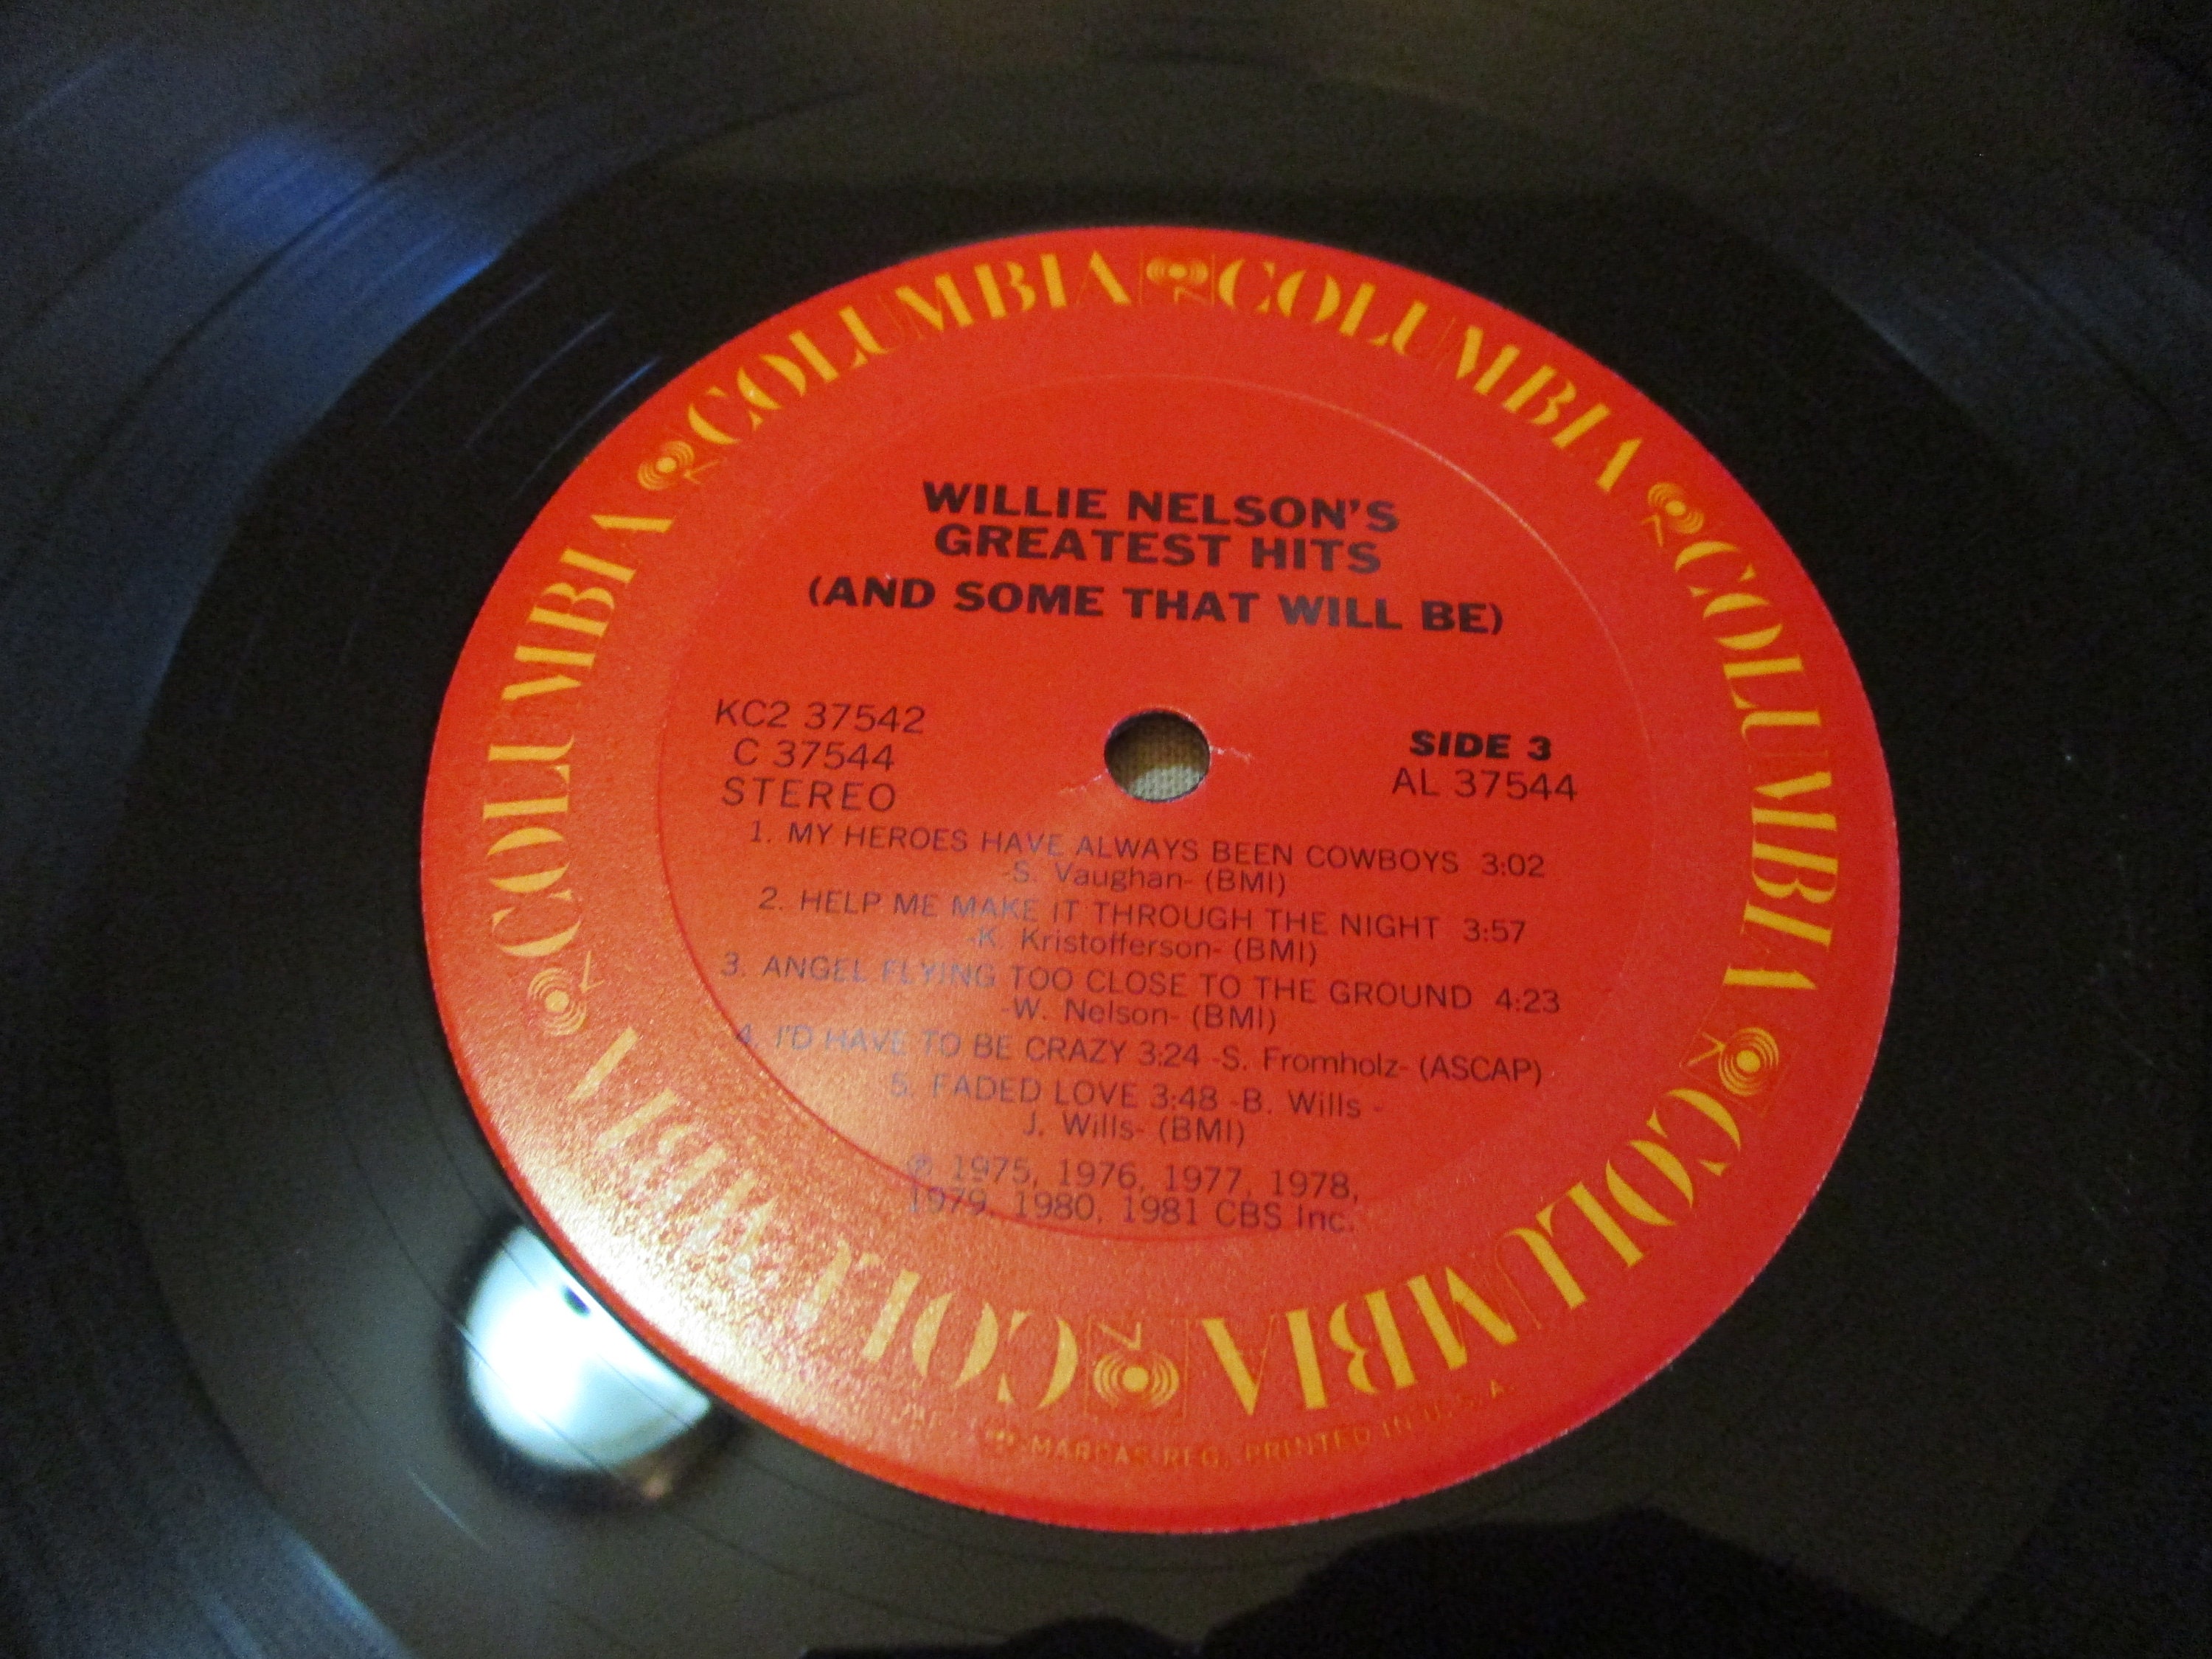 COLUMBIA COLUMBIA COLUMBIA COLUMBIA COLUMBIA COLUMBIA
WILLIE NELSON'S
GREATEST HITS
(AND SOME THAT WILL BE)
KC2 37542
C 37544
STEREO
SIDE 3
AL 37544
1. MY HEROES HAVE ALWAYS BEEN COWBOYS 3:02
-S. Vaughan- (BMI)
2. HELP ME MAKE IT THROUGH THE NIGHT 3:57
-K. Kristofferson- (BMI)
3. ANGEL FLYING TOO CLOSE TO THE GROUND 4:23
-W. Nelson- (BMI)
4. I'D HAVE TO BE CRAZY 3:24 -S. Fromholz- (ASCAP)
5. FADED LOVE 3:48 -B. Wills -
J. Wills- (BMI)
℗ 1975, 1976, 1977, 1978,
1979, 1980, 1981 CBS Inc.
MARCAS REG. PRINTED IN U.S.A.